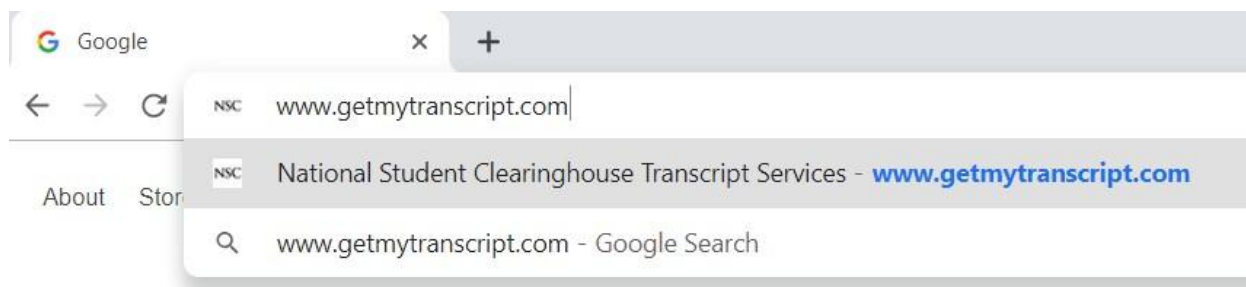 Google
NSC www.getmytranscript.com
NSC National Student Clearinghouse Transcript Services - www.getmytranscript.com
About Stor
www.getmytranscript.com - Google Search